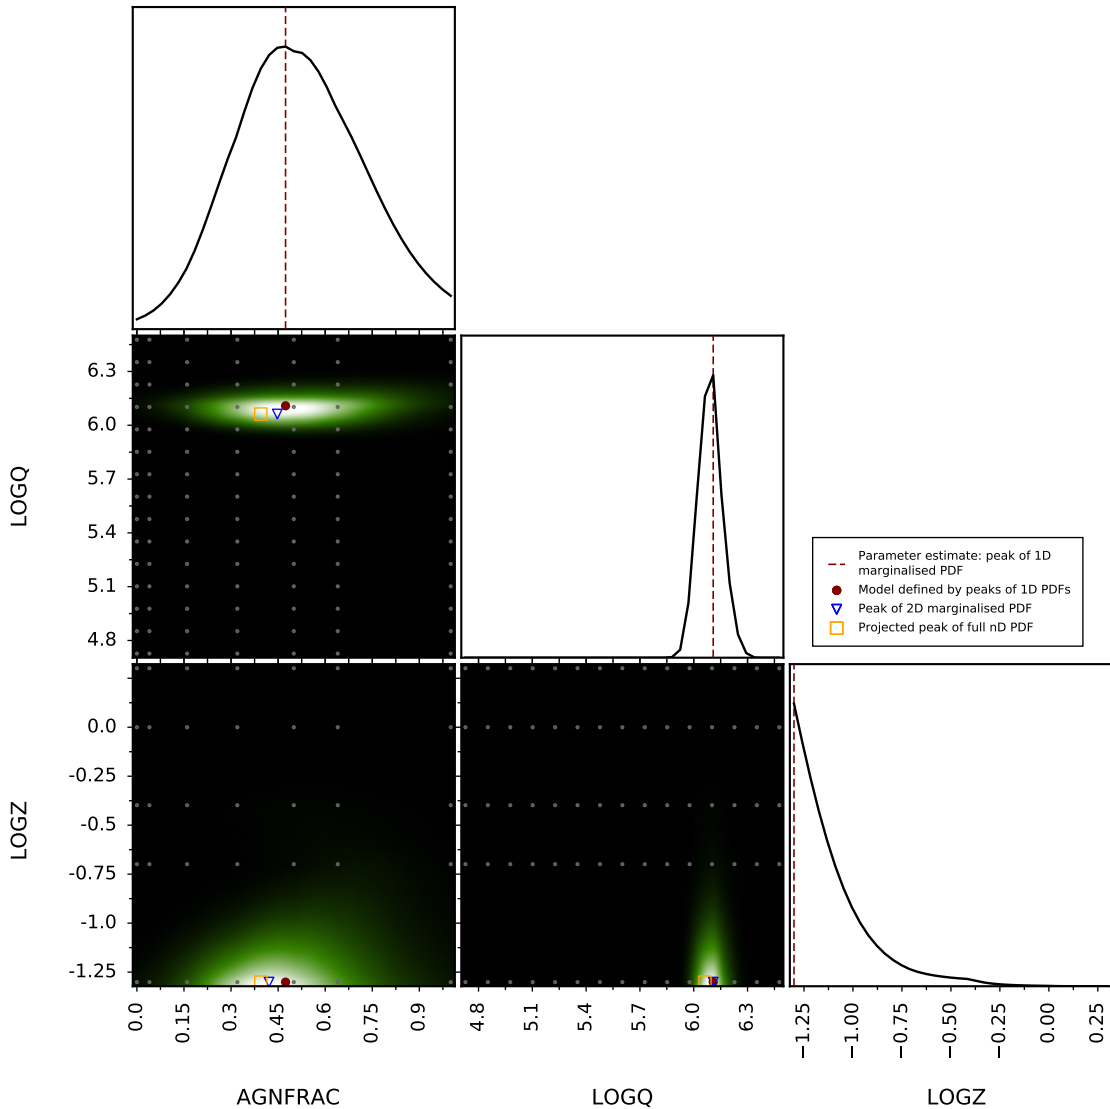 6.3
6.0
5.7
5.4
5.1
4.8
LOGQ
Parameter estimate: peak of 1D
marginalised PDF
Model defined by peaks of 1D PDFs
Peak of 2D marginalised PDF
Projected peak of full nD PDF
0.0
-0.25
-0.5
-0.75
-1.0
-1.25
LOGZ
0.0 0.15 0.3 0.45 0.6 0.75 0.9
4.8 5.1 5.4 5.7 6.0 6.3
−1.25 −1.00 −0.75 −0.50 −0.25 0.00 0.25
AGNFRAC LOGQ LOGZ